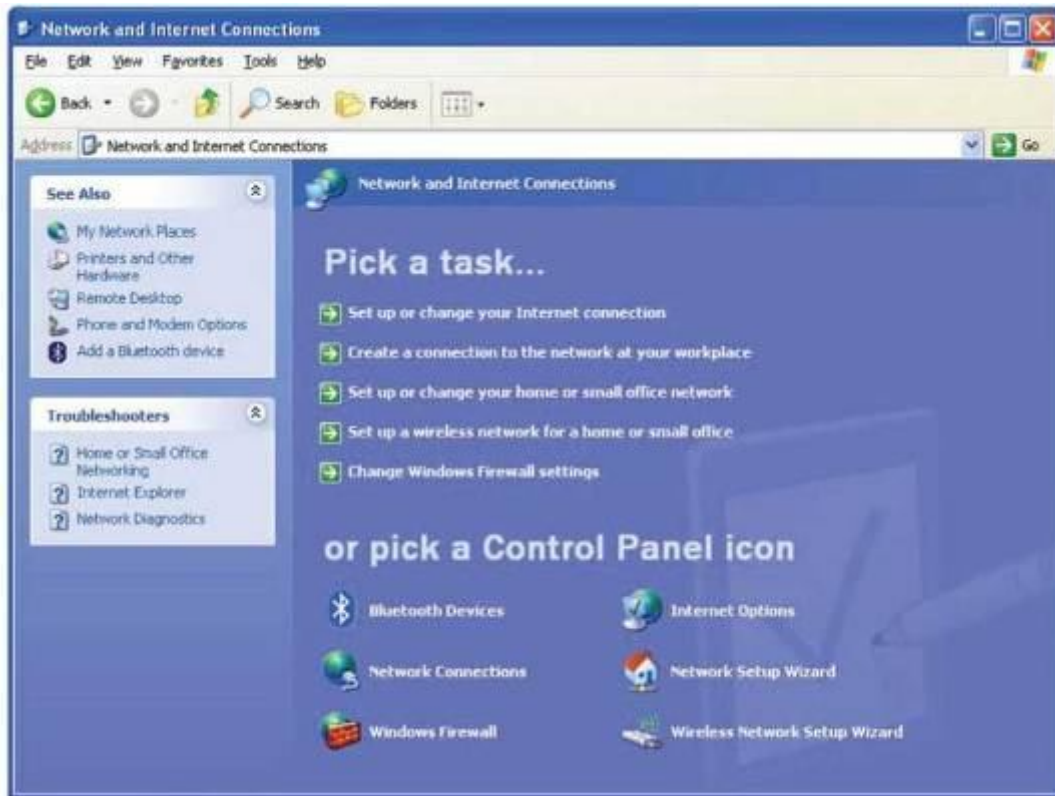 Network and Internet Connections
File Edit View Favorites Tools Help
Back Search Folders
Address Network and Internet Connections Go
See Also
My Network Places
Printers and Other
Hardware
Remote Desktop
Phone and Modem Options
Add a Bluetooth device
Troubleshooters
Home or Small Office
Networking
Internet Explorer
Network Diagnostics
Network and Internet Connections
Pick a task...
Set up or change your Internet connection
Create a connection to the network at your workplace
Set up or change your home or small office network
Set up a wireless network for a home or small office
Change Windows Firewall settings
or pick a Control Panel icon
Bluetooth Devices Internet Options
Network Connections Network Setup Wizard
Windows Firewall Wireless Network Setup Wizard